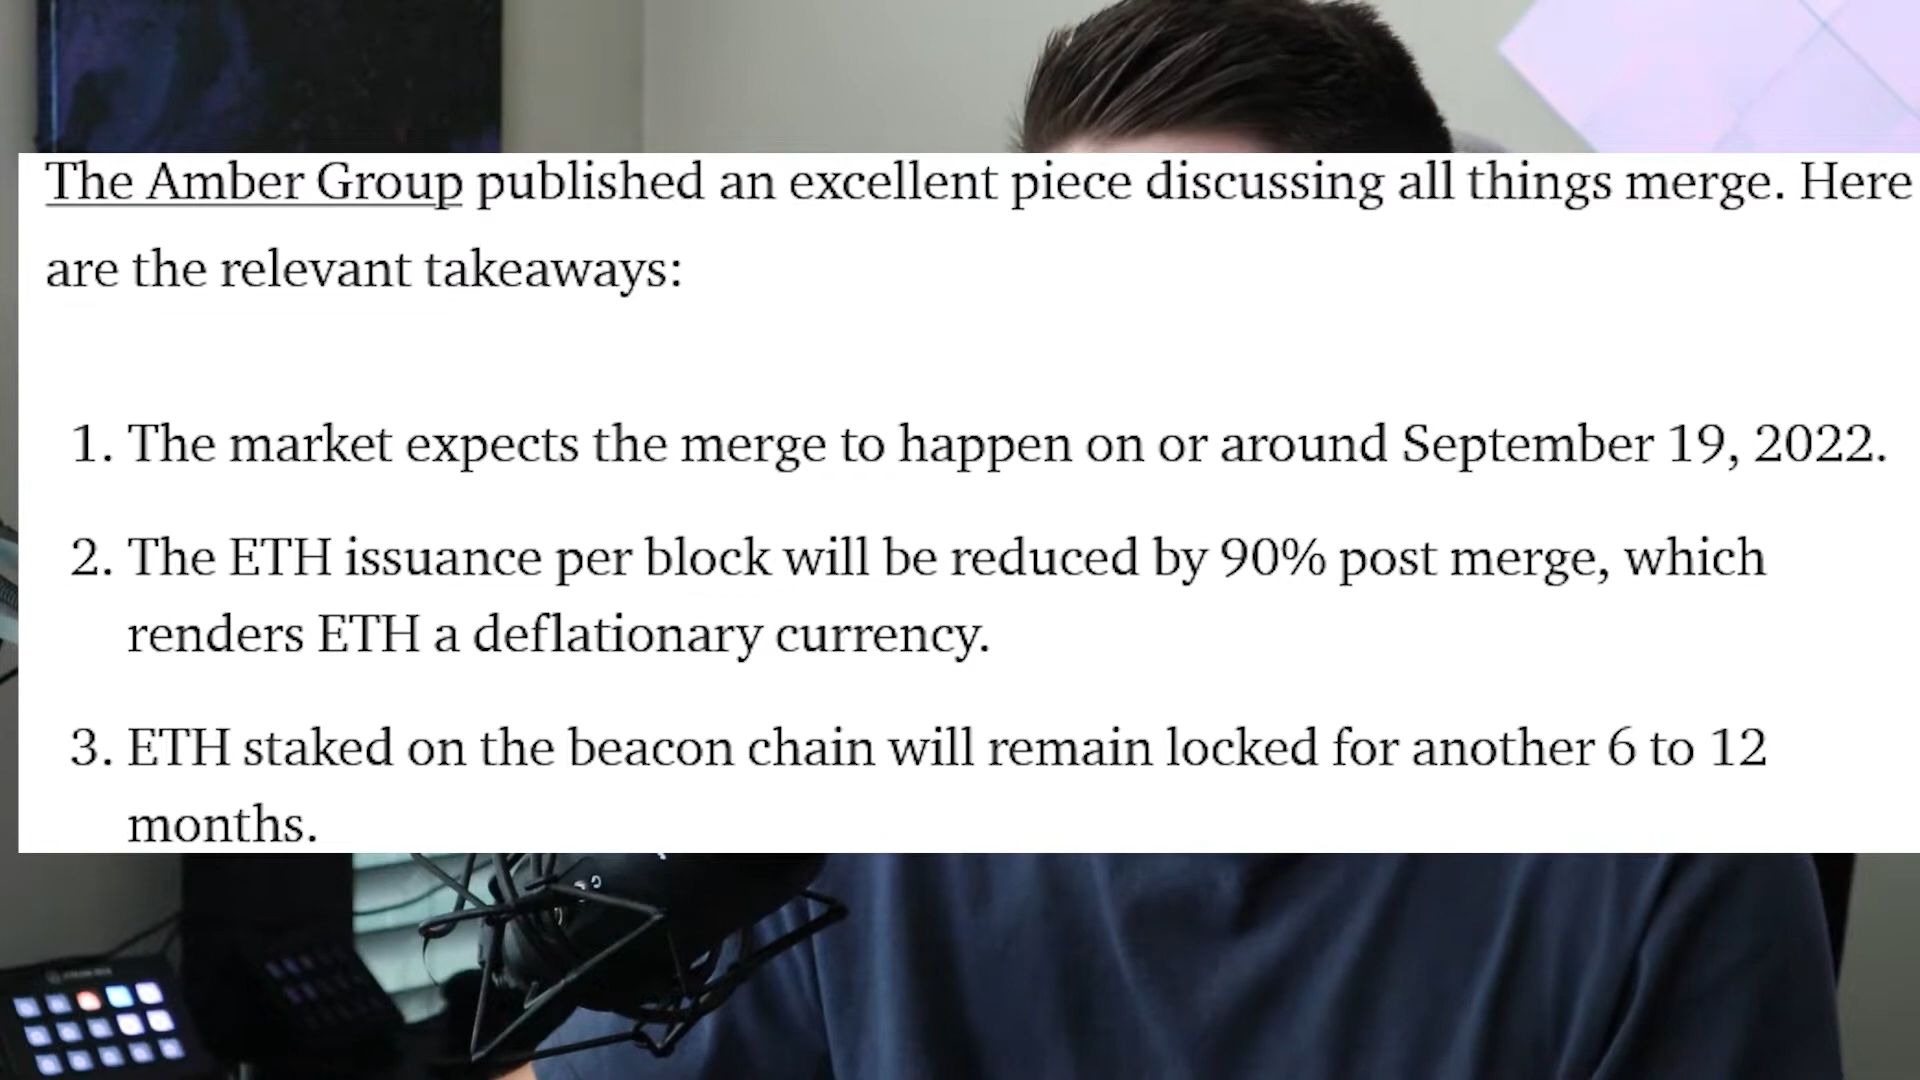 The Amber Group published an excellent piece discussing all things merge. Here
are the relevant takeaways:
1. The market expects the merge to happen on or around September 19, 2022.
2. The ETH issuance per block will be reduced by 90% post merge, which
renders ETH a deflationary currency.
3. ETH staked on the beacon chain will remain locked for another 6 to 12
months.